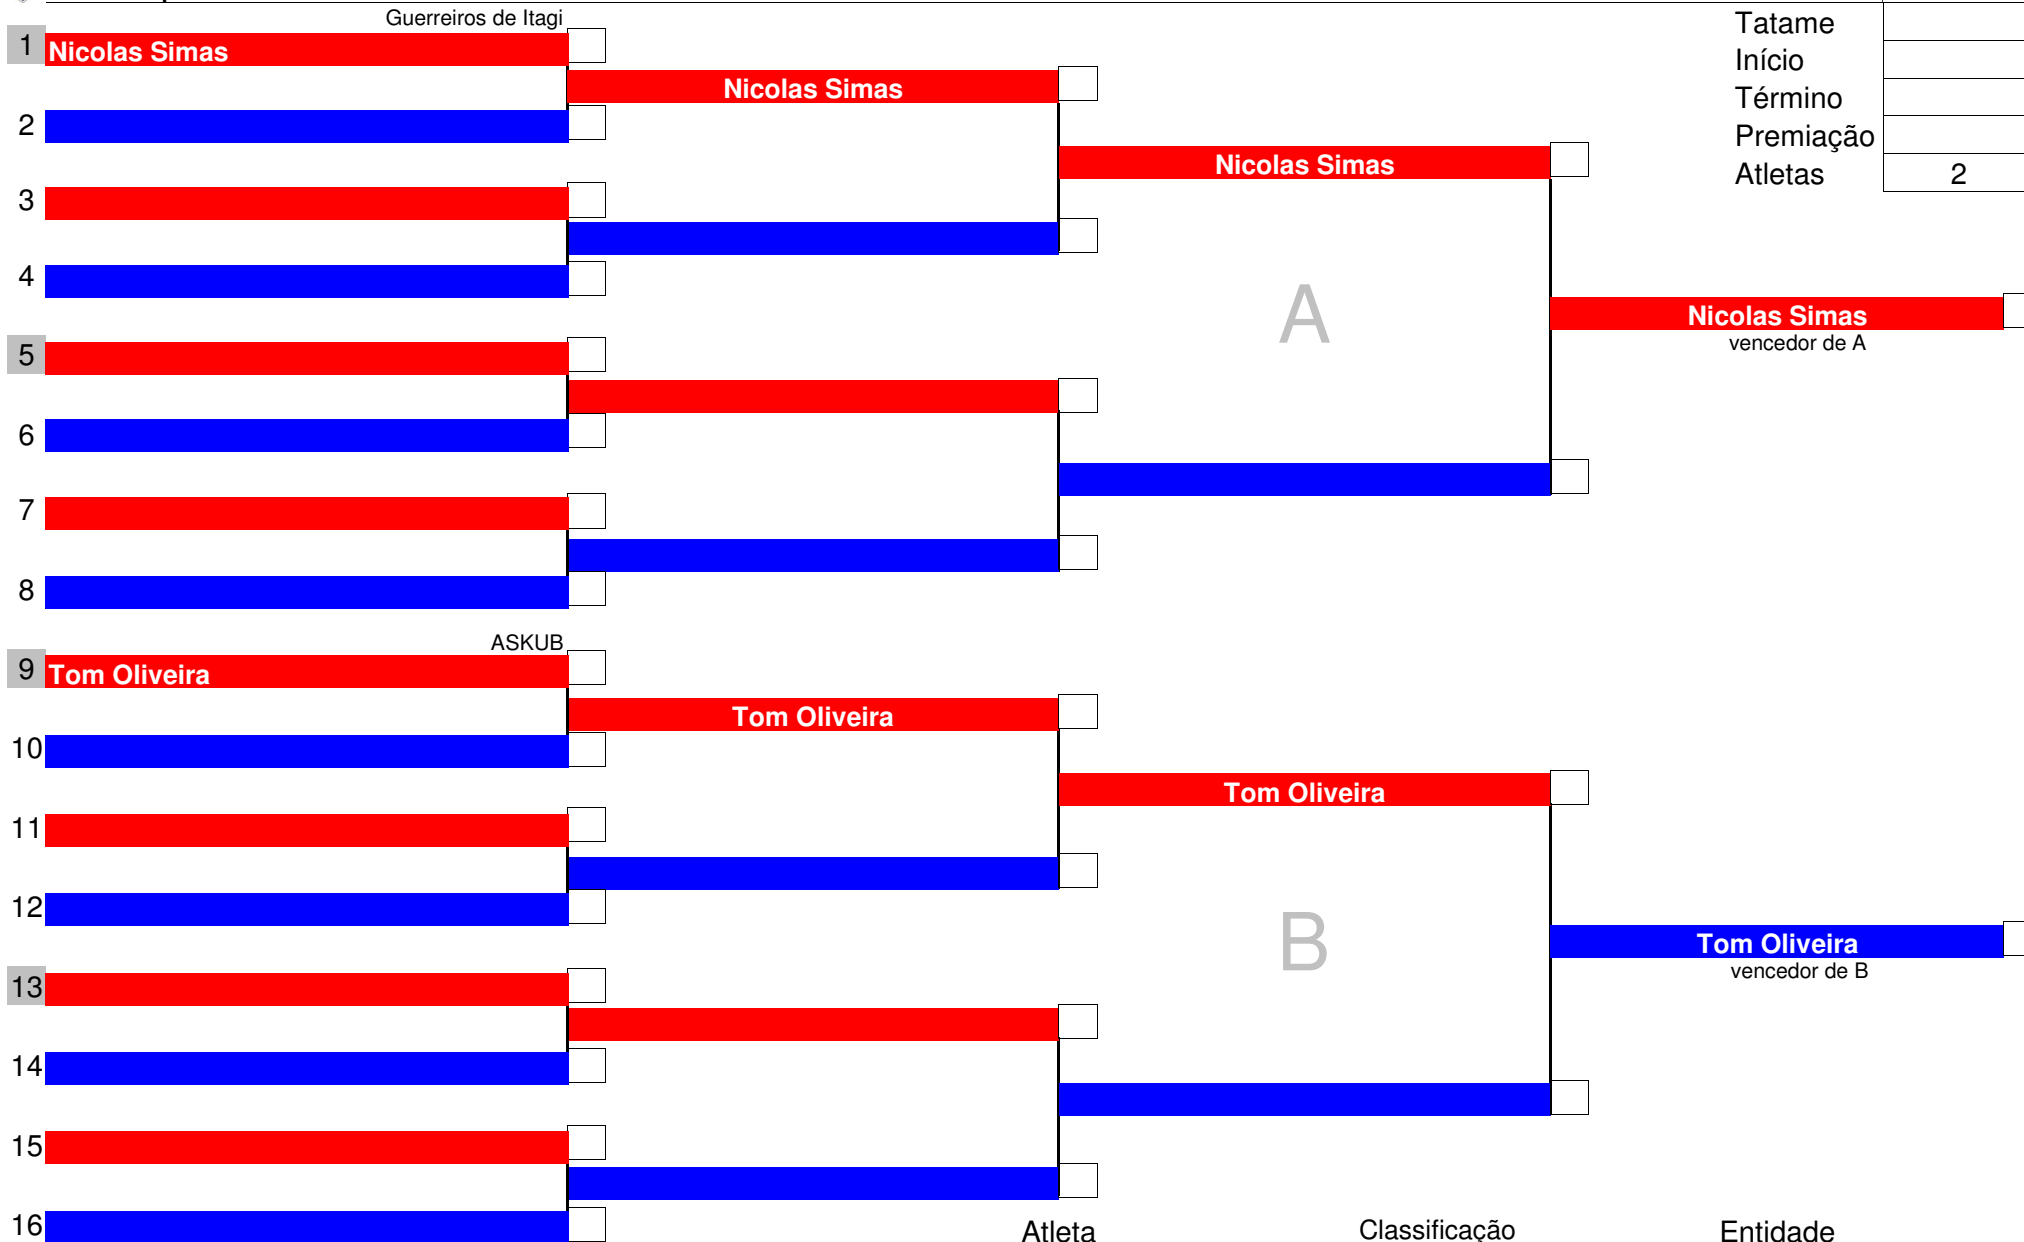 Guerreiros de Itagi
1 Nicolas Simas
Nicolas Simas
2
Nicolas Simas
3
4
A
Nicolas Simas
vencedor de A
5
6
7
8
Tatame
Início
Término
Premiação
Atletas 2
ASKUB
9 Tom Oliveira
Tom Oliveira
10
Tom Oliveira
11
12
B
Tom Oliveira
vencedor de B
13
14
15
16
Atleta Classificação Entidade